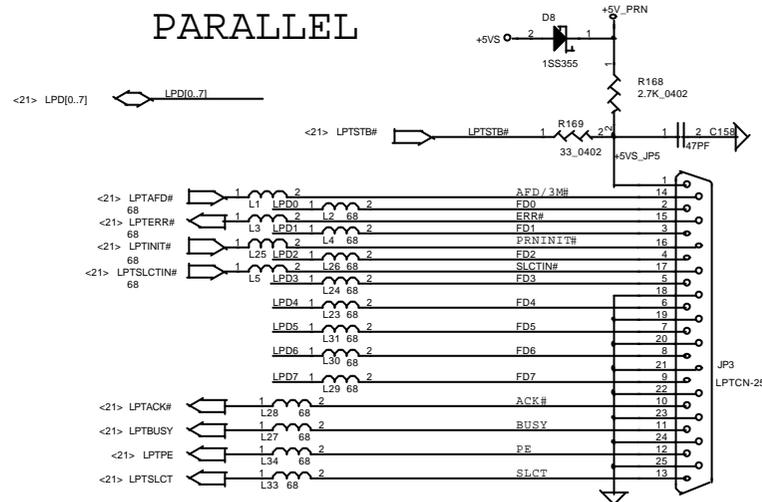 PARALLEL
+5V_PRN
D8
+5VS 2 1
1SS355
1
R168
2.7K_0402
<21> LPD[0..7] LPD[0..7]
R169
<21> LPTSTB# LPTSTB# 1 2 2 1 2 C158
33_0402 47PF
+5VS_JP5
1
<21> LPTAFD# 1 2 AFD/3M# 14
68 L1 LPD0 1 2 FD0 2
L2 68
<21> LPTERR# 1 2 ERR# 15
68 L3 LPD1 1 2 FD1 3
L4 68
<21> LPTINIT# 1 2 PRNINIT# 16
68 L25 LPD2 1 2 FD2 4
L26 68
<21> LPTSLCTIN# 1 2 SLCTIN# 17
68 L5 LPD3 1 2 FD3 5
L24 68
18
LPD4 1 2 FD4 6
L23 68
19
LPD5 1 2 FD5 7
L31 68
20
LPD6 1 2 FD6 8
L30 68
21
JP3
LPD7 1 2 FD7 9
L29 68
LPTCN-25
22
<21> LPTACK# 1 2 ACK# 10
L28 68
23
<21> LPTBUSY 1 2 BUSY 11
L27 68
24
<21> LPTPE 1 2 PE 12
L34 68
25
<21> LPTSLCT 1 2 SLCT 13
L33 68